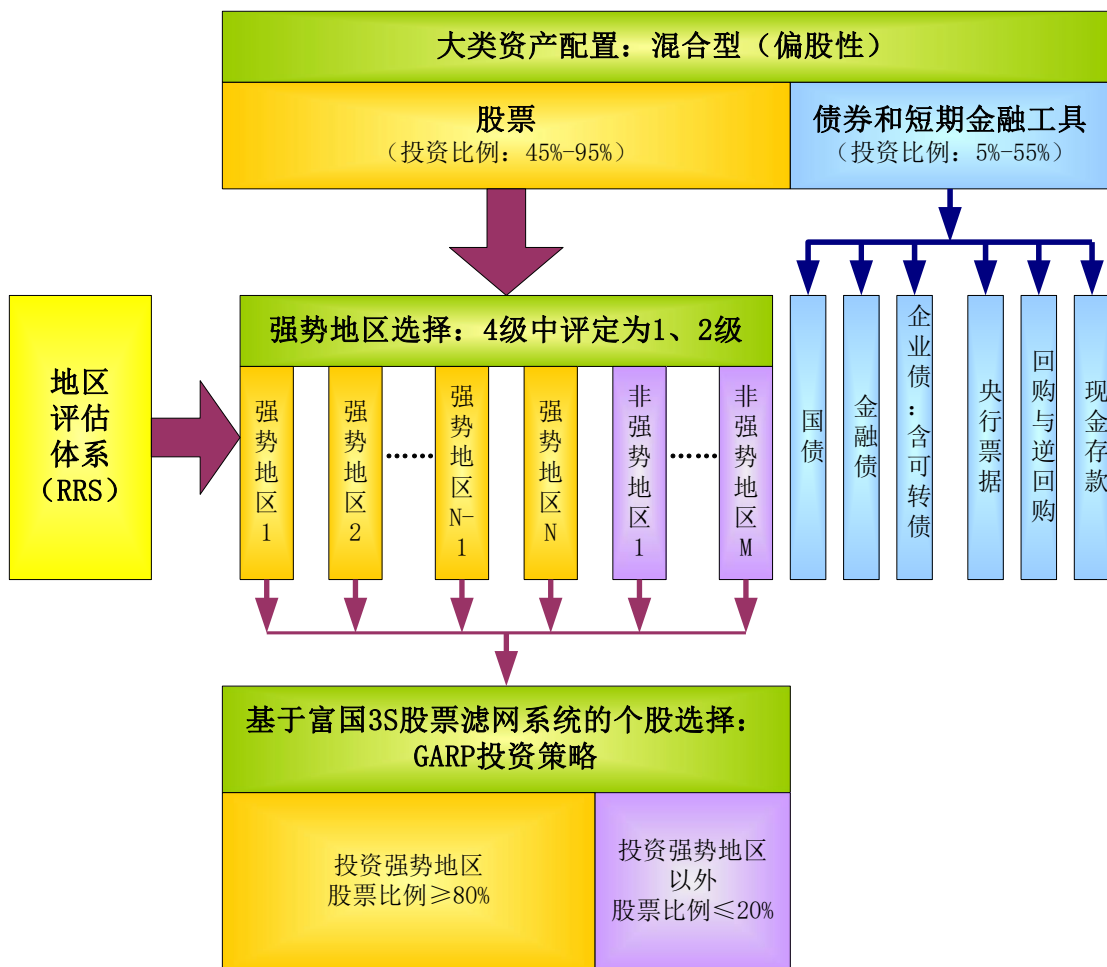 大类资产配置：混合型（偏股性）
股票
（投资比例：45%-95%）
债券和短期金融工具
（投资比例：5%-55%）
地区
评估
体系
（RRS）
强势地区选择：4级中评定为1、2级
强势地区1
强势地区2
……
强势地区N-1
强势地区N
非强势地区1
……
非强势地区M
国债
金融债
企业债：含可转债
央行票据
回购与逆回购
现金存款
基于富国3S股票滤网系统的个股选择：
GARP投资策略
投资强势地区
股票比例≥80%
投资强势地区
以外
股票比例≤20%